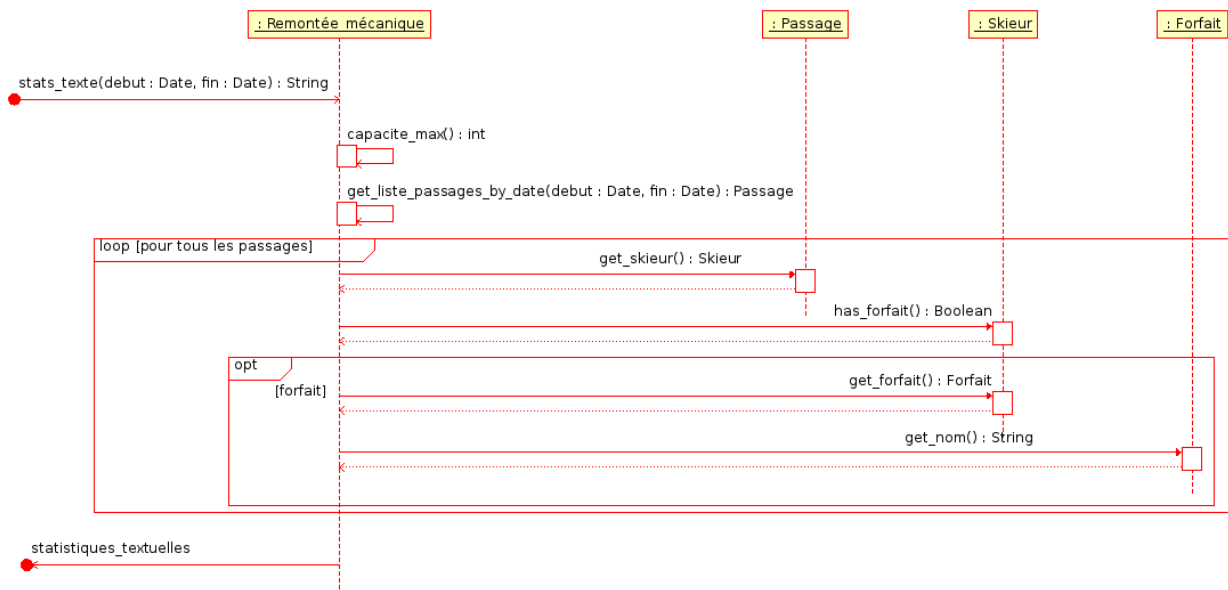 : Remontée mécanique
: Passage
: Skieur
: Forfait
stats_texte(debut : Date, fin : Date) : String
capacite_max() : int
get_liste_passages_by_date(debut : Date, fin : Date) : Passage
loop [pour tous les passages]
get_skieur() : Skieur
has_forfait() : Boolean
opt
[forfait]
get_forfait() : Forfait
get_nom() : String
statistiques_textuelles